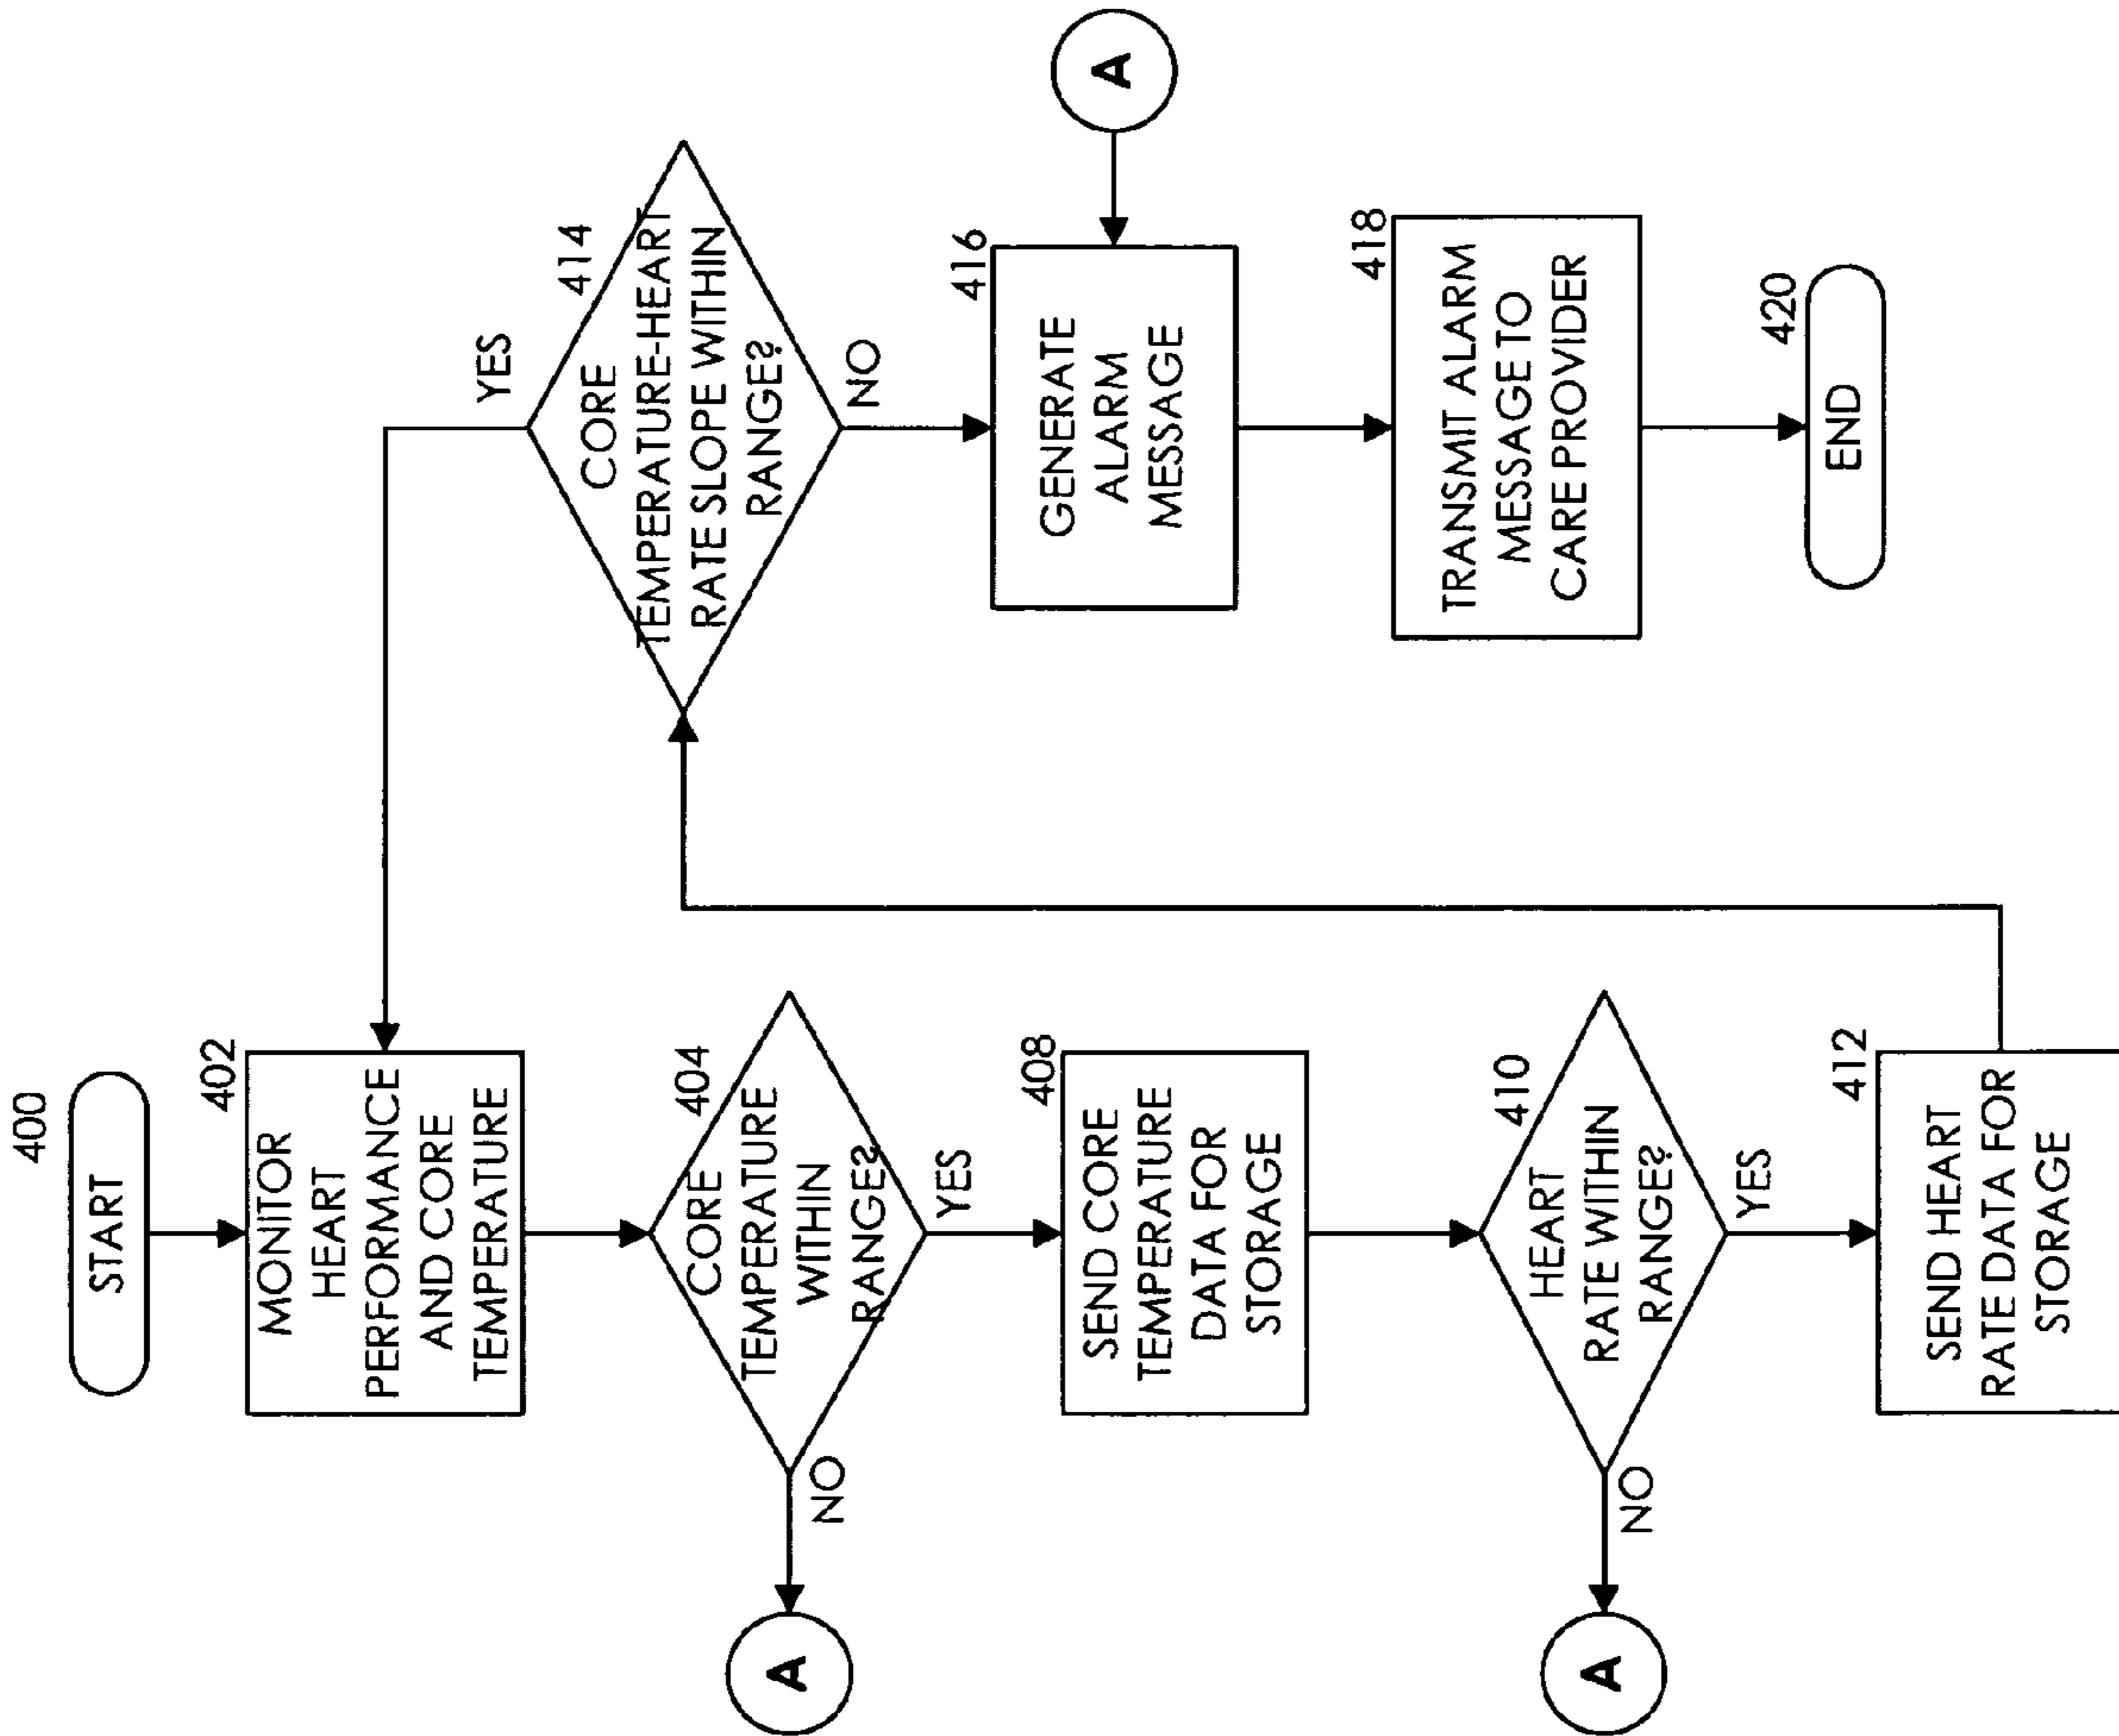 400
START
402
MONITOR
HEART
PERFORMANCE
AND CORE
TEMPERATURE
404
CORE
TEMPERATURE
WITHIN
RANGE?
NO
A
YES
408
SEND CORE
TEMPERATURE
DATA FOR
STORAGE
410
HEART
RATE WITHIN
RANGE?
NO
A
YES
412
SEND HEART
RATE DATA FOR
STORAGE
YES
414
CORE
TEMPERATURE-HEART
RATE SLOPE WITHIN
RANGE?
NO
A
416
GENERATE
ALARM
MESSAGE
418
TRANSMIT ALARM
MESSAGE TO
CARE PROVIDER
420
END